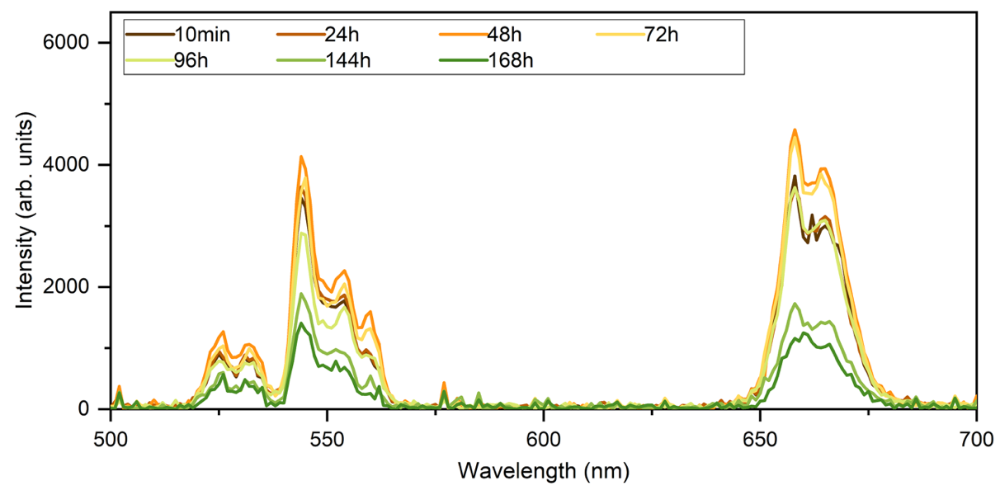 10min 24h 48h 72h
96h 144h 168h
6000
4000
2000
0
Intensity (arb. units)
500 550 600 650 700
Wavelength (nm)